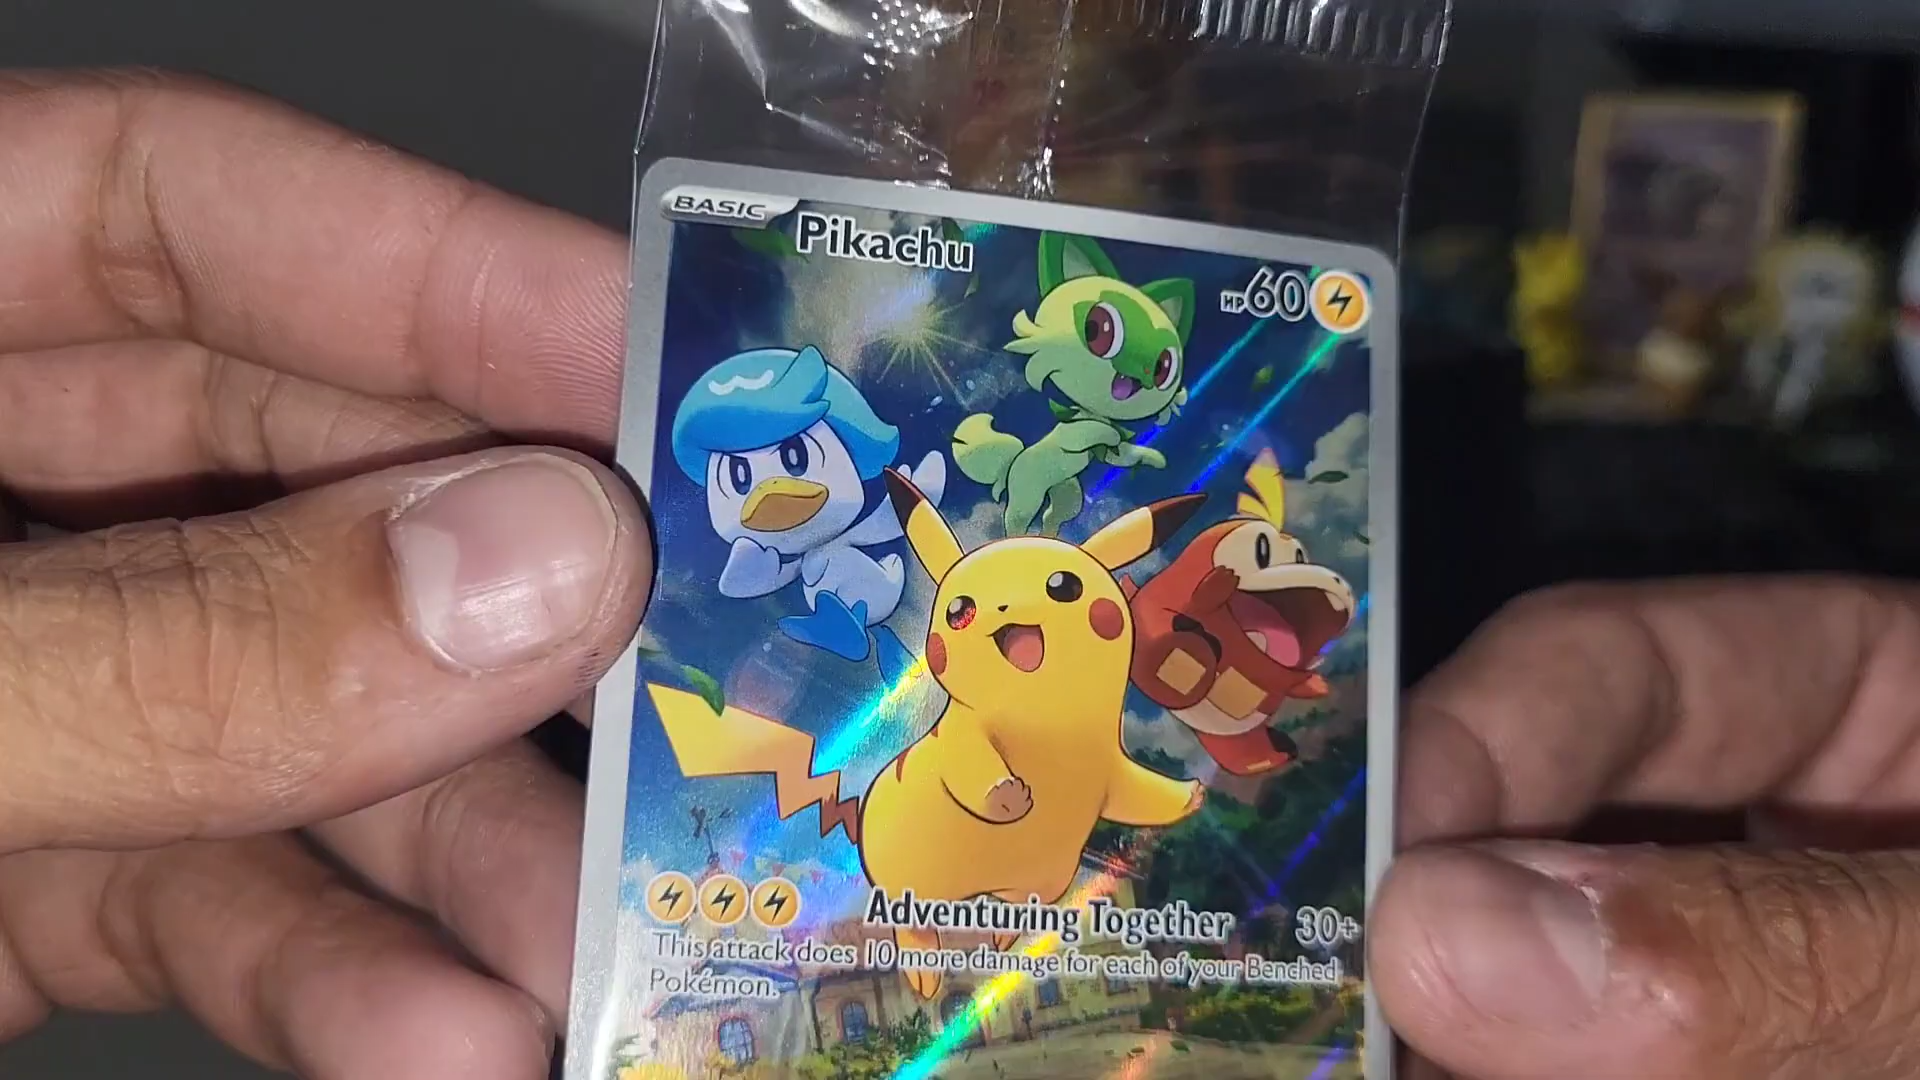 BASIC Pikachu HP60
Adventuring Together 30+
This attack does 10 more damage for each of your Benched
Pokémon.